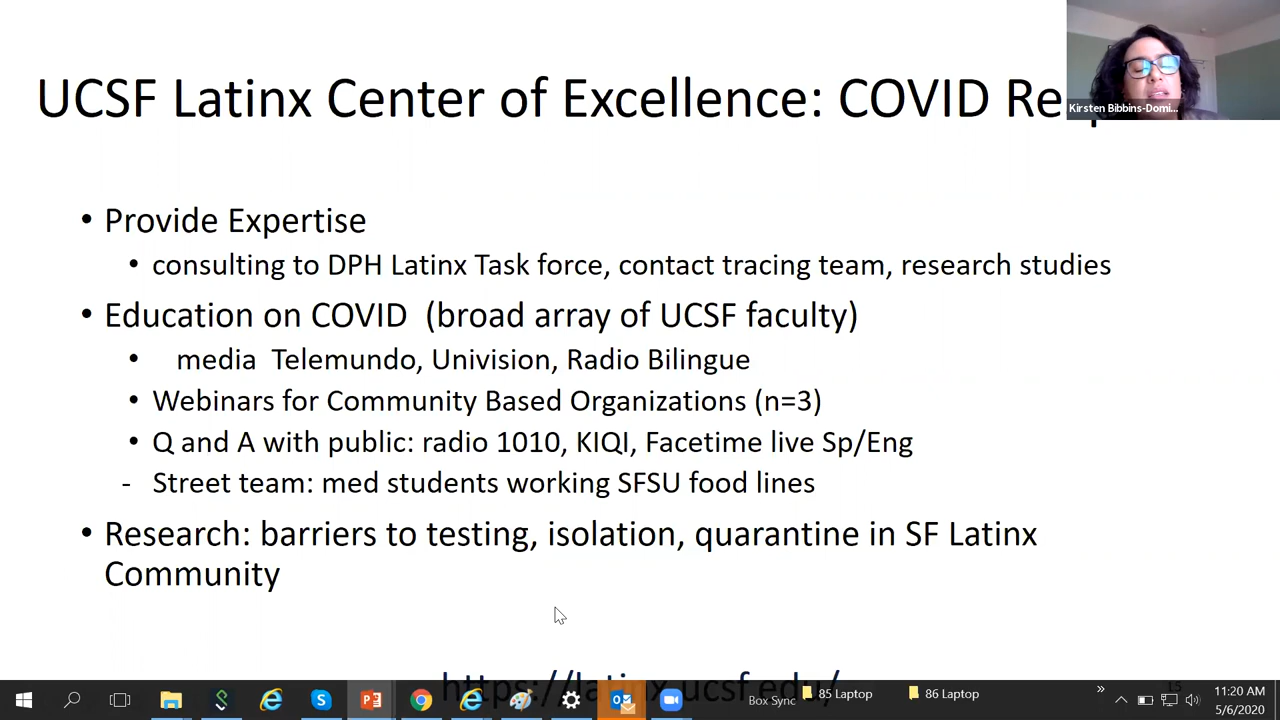 UCSF Latinx Center of Excellence: COVID Re
Kirsten Bibbins-Domi...
• Provide Expertise
• consulting to DPH Latinx Task force, contact tracing team, research studies
• Education on COVID (broad array of UCSF faculty)
• media Telemundo, Univision, Radio Bilingue
• Webinars for Community Based Organizations (n=3)
• Q and A with public: radio 1010, KIQI, Facetime live Sp/Eng
- Street team: med students working SFSU food lines
• Research: barriers to testing, isolation, quarantine in SF Latinx
Community
https://latinx.ucsf.edu/
15
Box Sync
85 Laptop
86 Laptop
11:20 AM
5/6/2020